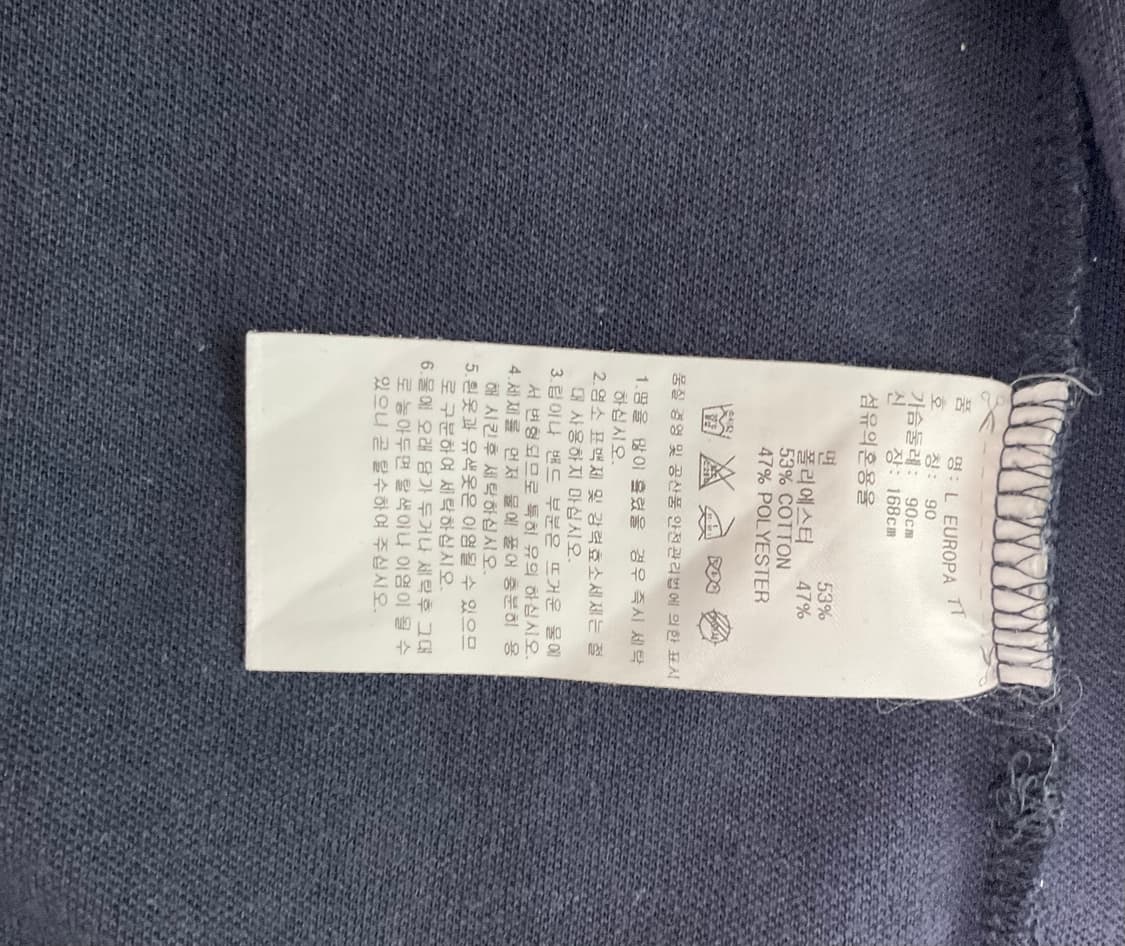 품 명: L EUROPA TT
호 칭: 90
가슴둘레: 90cm
신 장: 168cm
섬유의혼용율
면 53%
폴리에스터 47%
53% COTTON
47% POLYESTER
품질 경영 및 공산품 안전관리법에 의한 표시
1.땀을 많이 흘렸을 경우 즉시 세탁
하십시오.
2.염소 표백제 및 강력효소세제는 절
대 사용하지 마십시오.
3.립이나 밴드 부분은 뜨거운 물에
서 변형되므로 특히 유의 하십시오.
4.세제를 먼저 물에 풀어 충분히 용
해 시킨후 세탁하십시오.
5.흰옷과 유색옷은 이염될 수 있으므
로 구분하여 세탁하십시오.
6.물에 오래 담가 두거나 세탁후 그대
로 놓아두면 탈색이나 이염이 될 수
있으니 곧 탈수하여 주십시오.